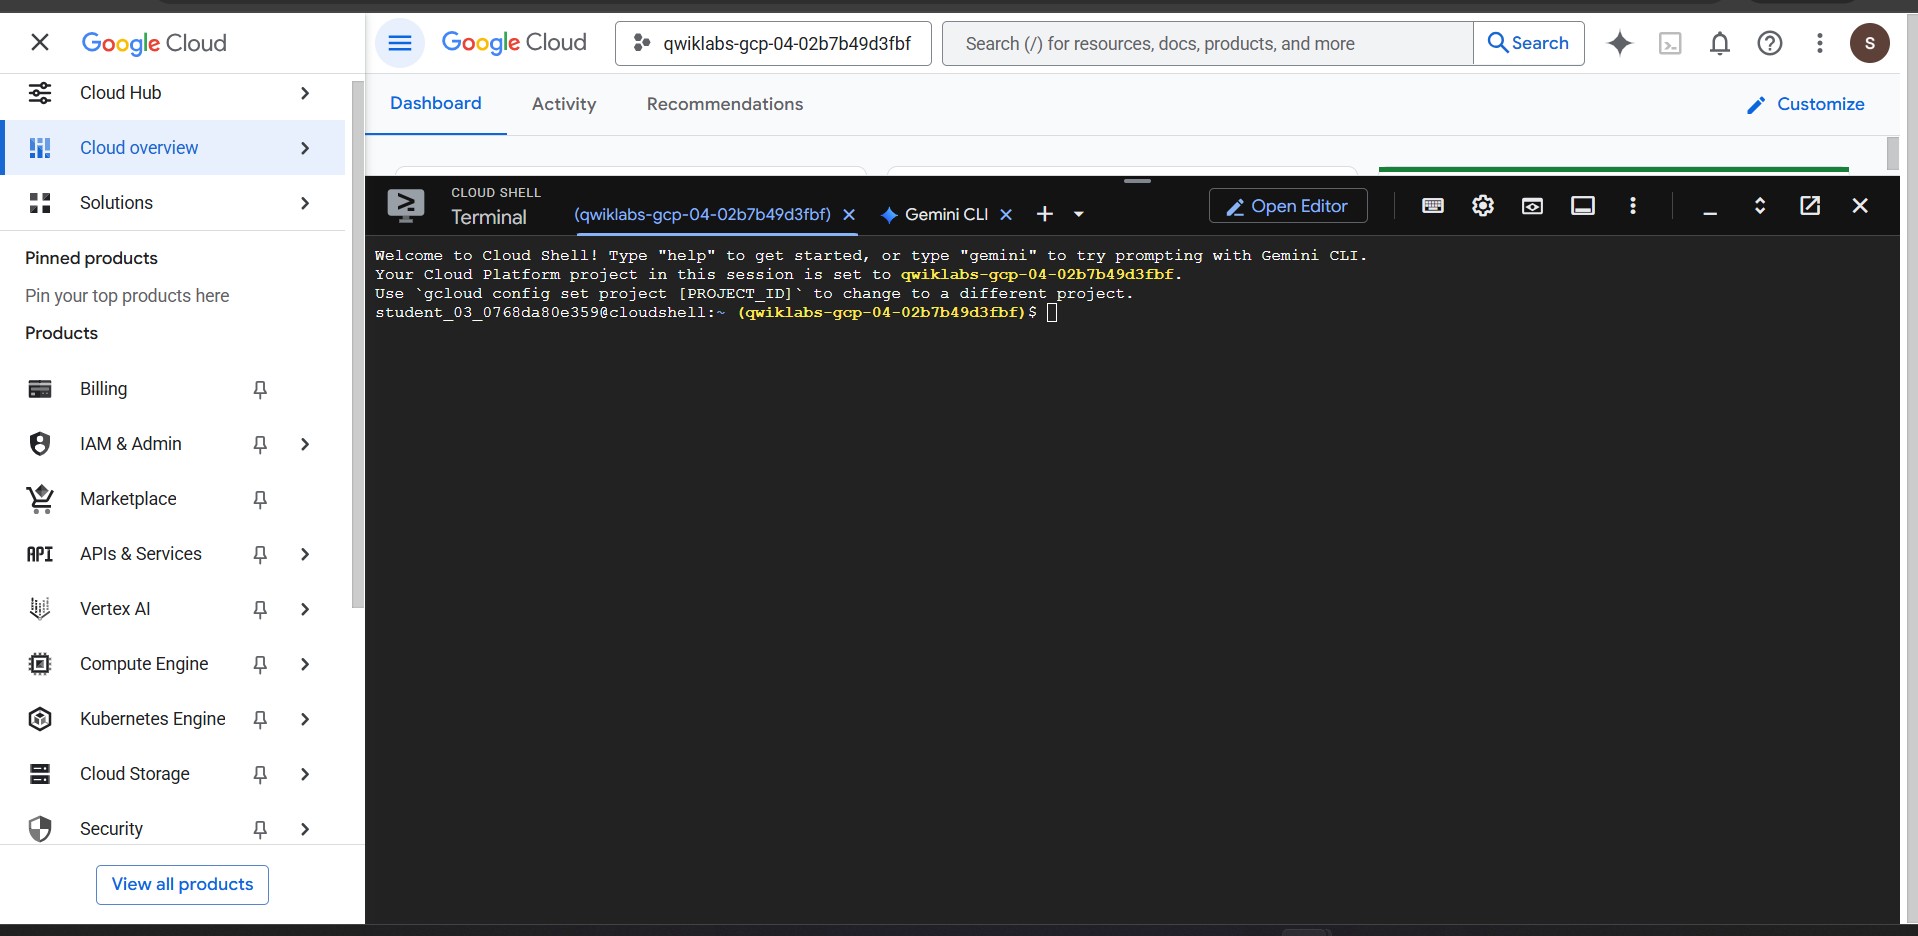 Google Cloud
Cloud Hub
Cloud overview
Solutions
Pinned products
Pin your top products here
Products
Billing
IAM & Admin
Marketplace
API APIs & Services
Vertex AI
Compute Engine
Kubernetes Engine
Cloud Storage
Security
View all products
Google Cloud
qwiklabs-gcp-04-02b7b49d3fbf
Search (/) for resources, docs, products, and more
Search
S
Dashboard
Activity
Recommendations
Customize
CLOUD SHELL
Terminal
(qwiklabs-gcp-04-02b7b49d3fbf)
Gemini CLI
Open Editor
Welcome to Cloud Shell! Type "help" to get started, or type "gemini" to try prompting with Gemini CLI.
Your Cloud Platform project in this session is set to qwiklabs-gcp-04-02b7b49d3fbf.
Use `gcloud config set project [PROJECT_ID]` to change to a different project.
student_03_0768da80e359@cloudshell:~ (qwiklabs-gcp-04-02b7b49d3fbf)$